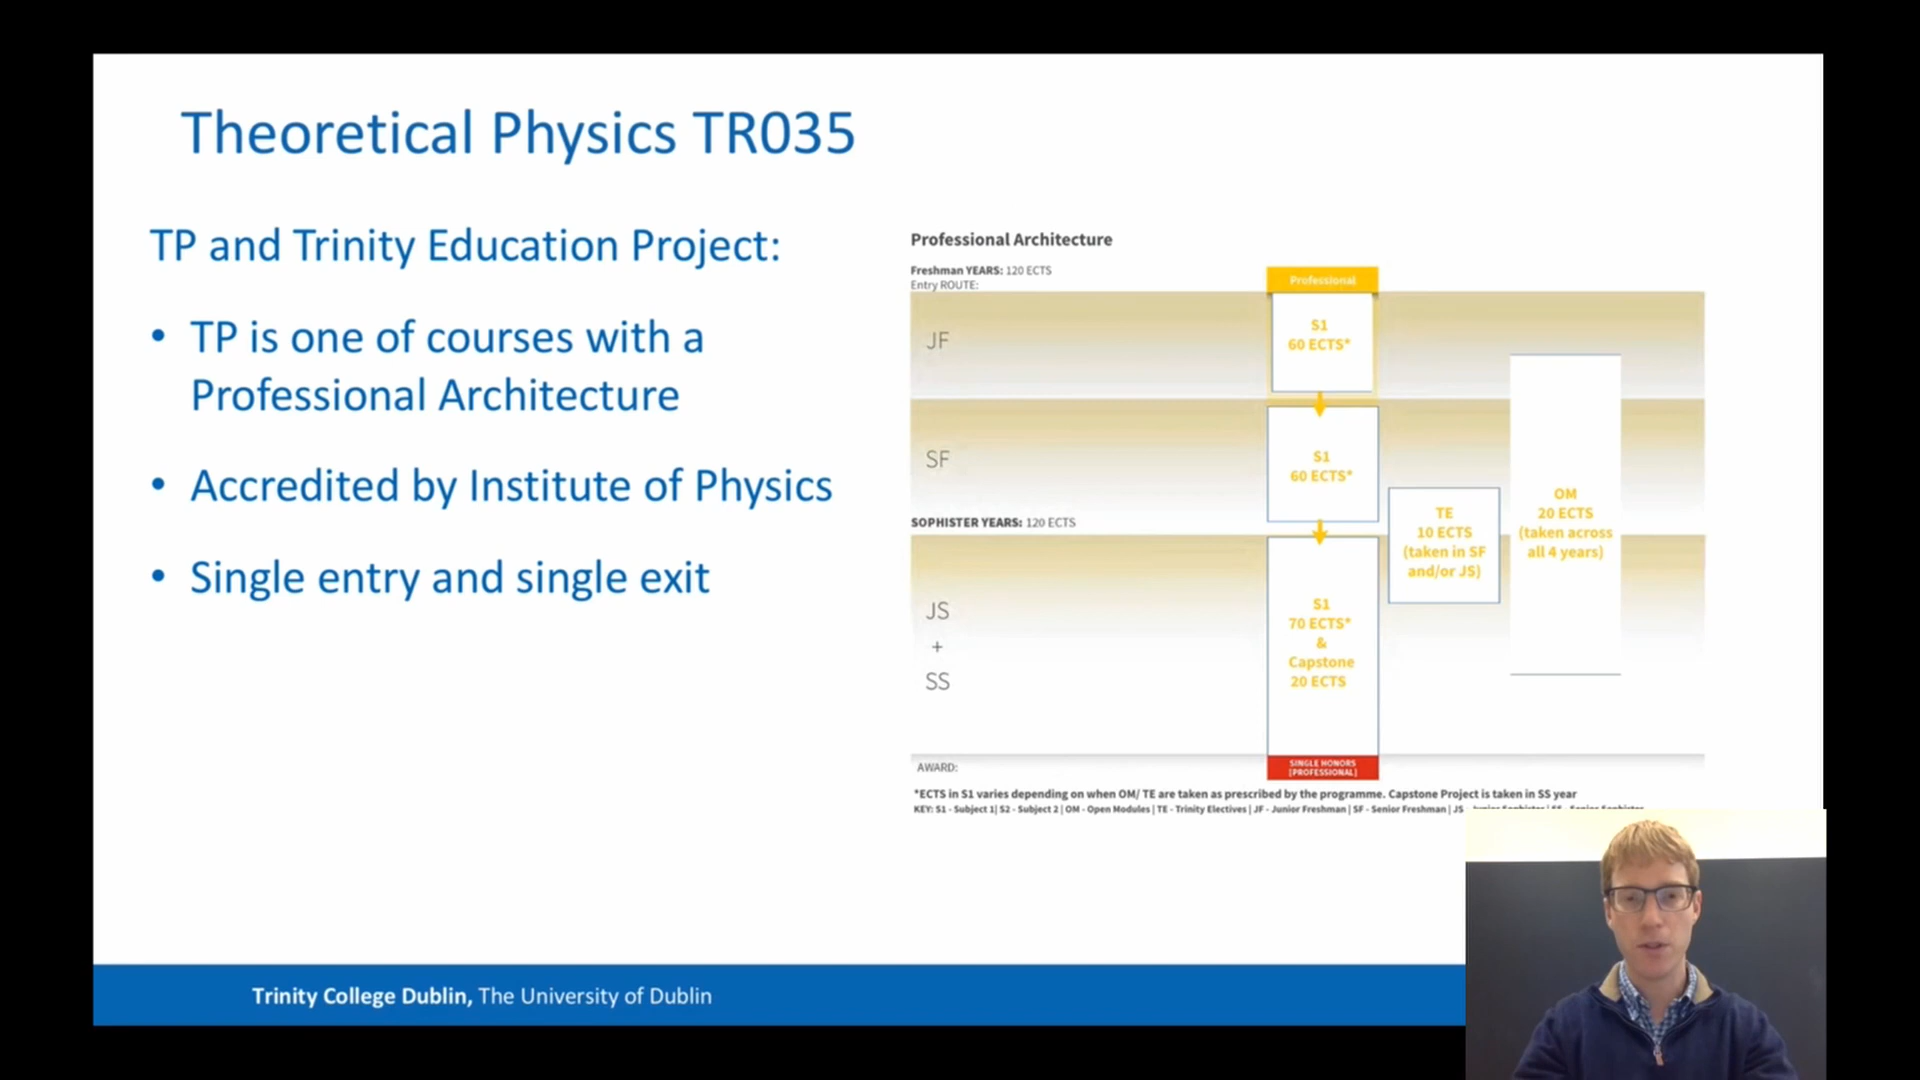 Theoretical Physics TR035
TP and Trinity Education Project:
• TP is one of courses with a
Professional Architecture
• Accredited by Institute of Physics
• Single entry and single exit
Professional Architecture
Freshman YEARS: 120 ECTS
Entry ROUTE:
Professional
JF
S1
60 ECTS*
SF
S1
60 ECTS*
SOPHISTER YEARS: 120 ECTS
JS
+
SS
S1
70 ECTS*
&
Capstone
20 ECTS
TE
10 ECTS
(taken in SF
and/or JS)
OM
20 ECTS
(taken across
all 4 years)
AWARD:
SINGLE HONORS
[PROFESSIONAL]
*ECTS in S1 varies depending on when OM/ TE are taken as prescribed by the programme. Capstone Project is taken in SS year
KEY: S1 - Subject 1| S2 - Subject 2 | OM - Open Modules | TE - Trinity Electives | JF - Junior Freshman | SF - Senior Freshman | JS
Trinity College Dublin, The University of Dublin